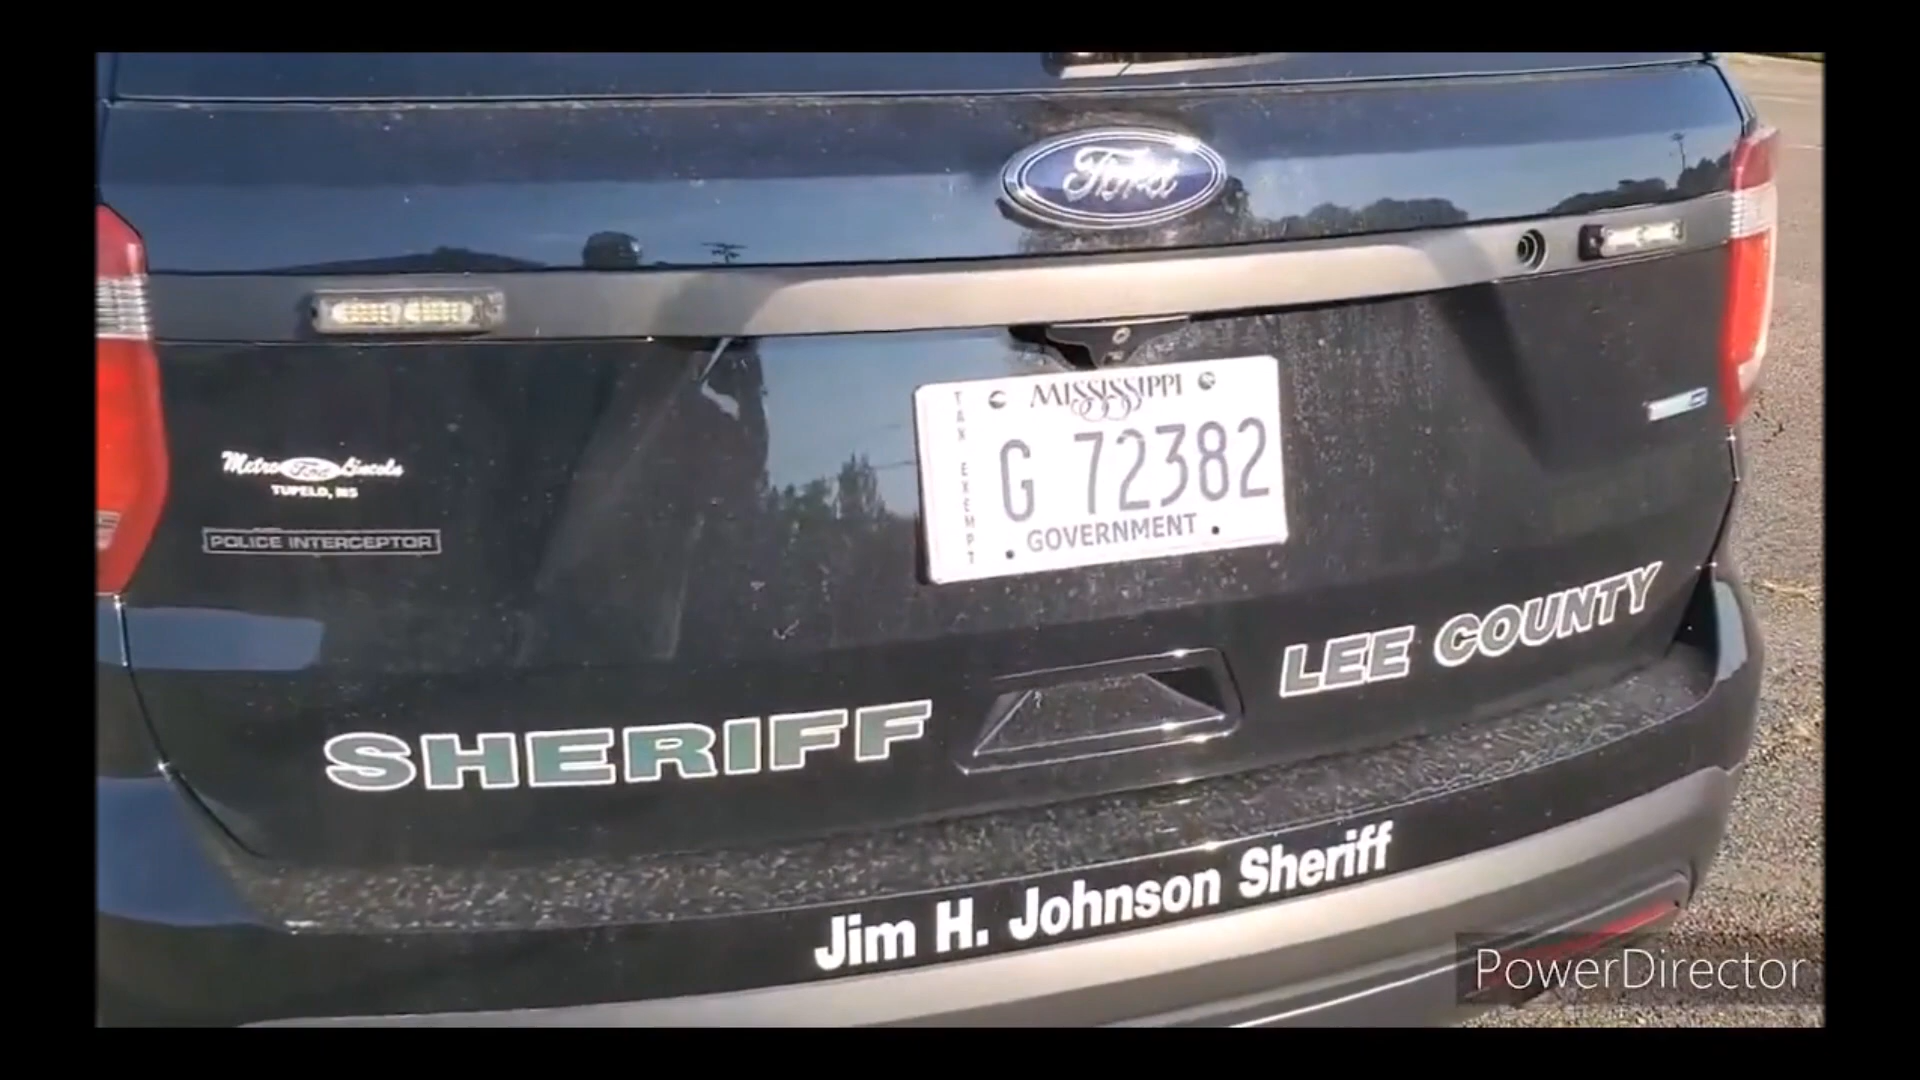 Ford
MISSISSIPPI
TAX EXEMPT
G 72382
GOVERNMENT
Metro Ford Lincoln
TUPELO, MS
POLICE INTERCEPTOR
LEE COUNTY
SHERIFF
Jim H. Johnson Sheriff
PowerDirector